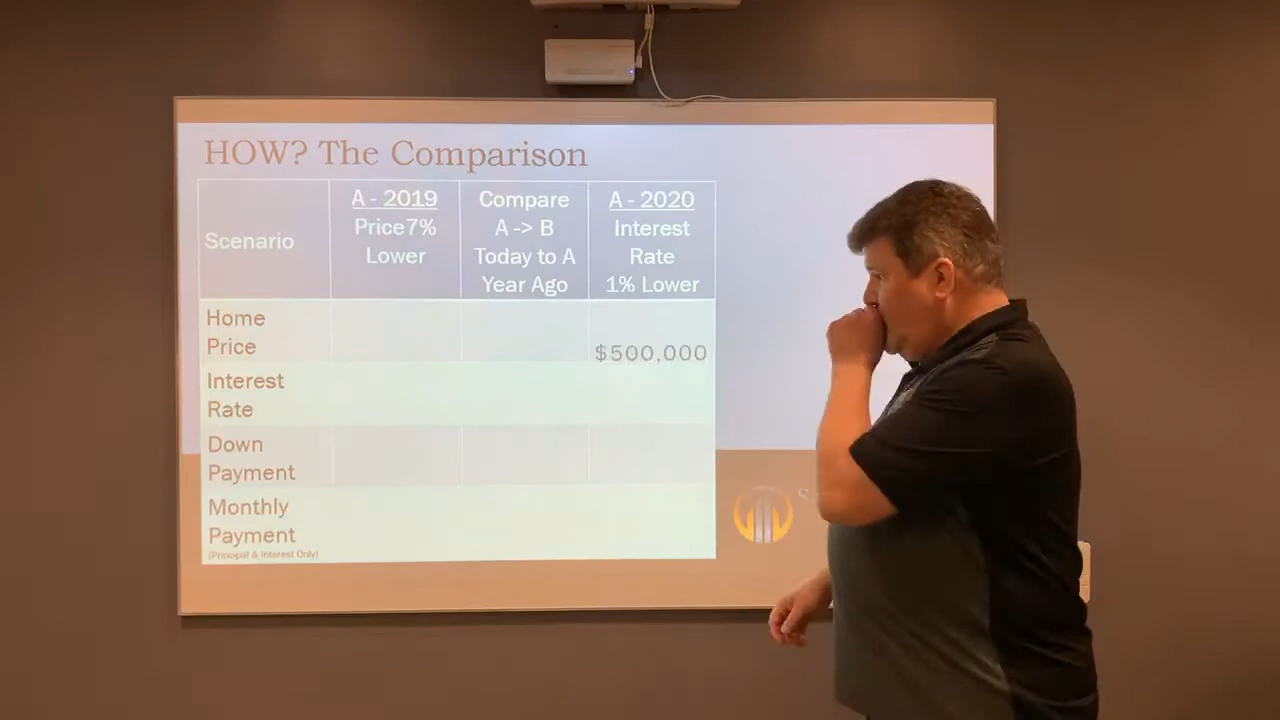 HOW? The Comparison
Scenario
A - 2019
Price7%
Lower
Compare
A -> B
Today to A
Year Ago
A - 2020
Interest
Rate
1% Lower
Home
Price
$500,000
Interest
Rate
Down
Payment
Monthly
Payment
(Principal & Interest Only)